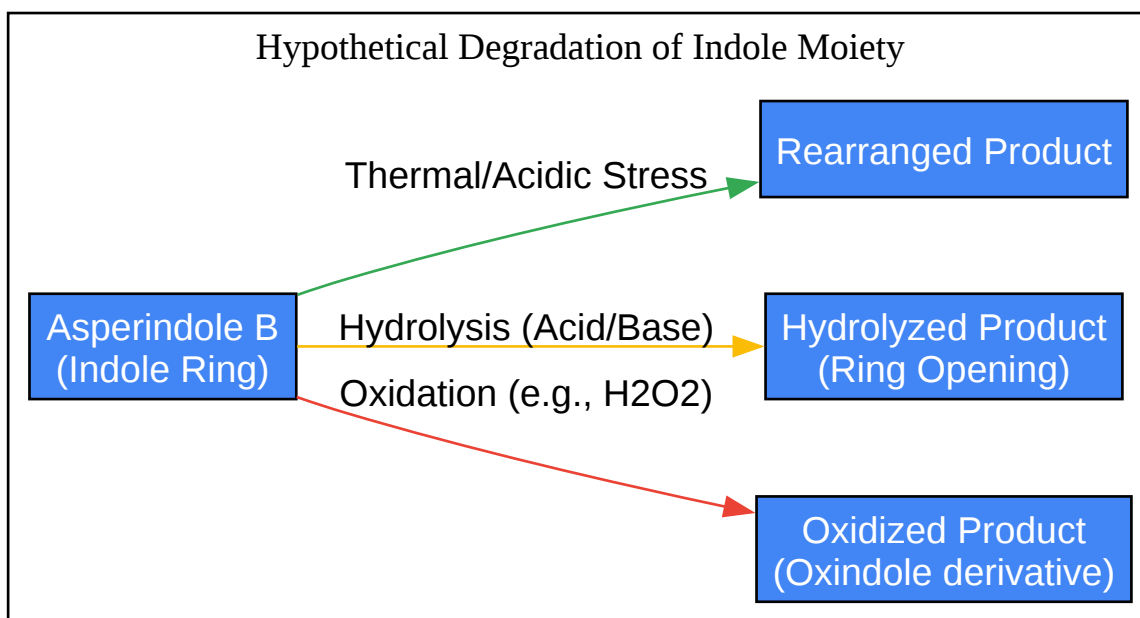 Hypothetical Degradation of Indole Moiety
Rearranged Product
Thermal/Acidic Stress
Asperindole B
(Indole Ring)
Hydrolysis (Acid/Base)
Hydrolyzed Product
(Ring Opening)
Oxidation (e.g., H2O2)
Oxidized Product
(Oxindole derivative)